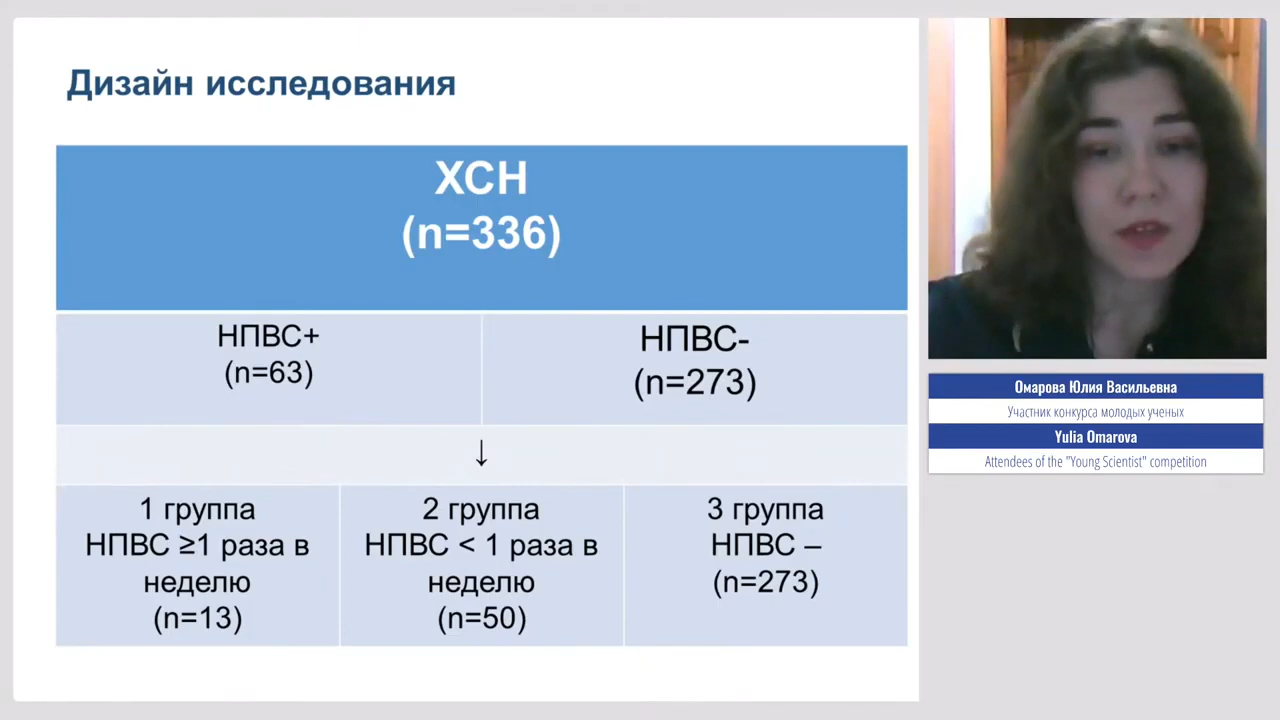 Дизайн исследования
ХСН
(n=336)
НПВС+
(n=63)
НПВС-
(n=273)
↓
1 группа
НПВС ≥1 раза в
неделю
(n=13)
2 группа
НПВС < 1 раза в
неделю
(n=50)
3 группа
НПВС –
(n=273)
Омарова Юлия Васильевна
Участник конкурса молодых ученых
Yulia Omarova
Attendees of the "Young Scientist" competition